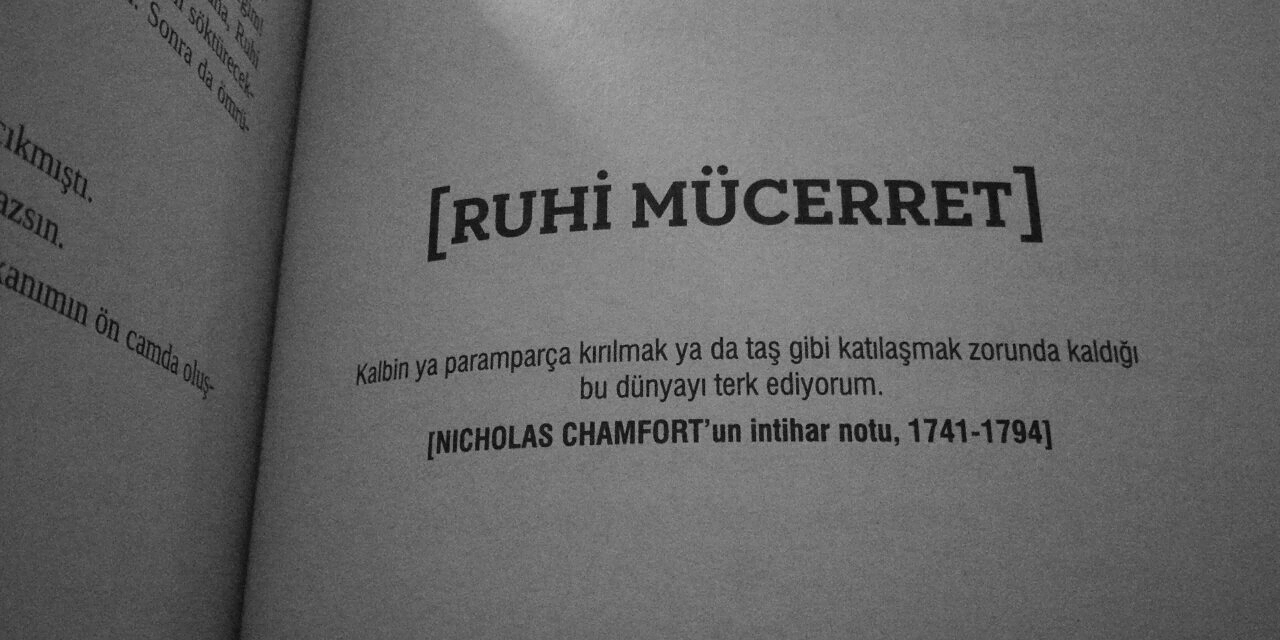 Ruhi
söktürecek-
Sonra da ömrü-
çıkmıştı.
azsın.
kanımın ön camda oluş-
[RUHİ MÜCERRET]
Kalbin ya paramparça kırılmak ya da taş gibi katılaşmak zorunda kaldığı
bu dünyayı terk ediyorum.
[NICHOLAS CHAMFORT’un intihar notu, 1741-1794]